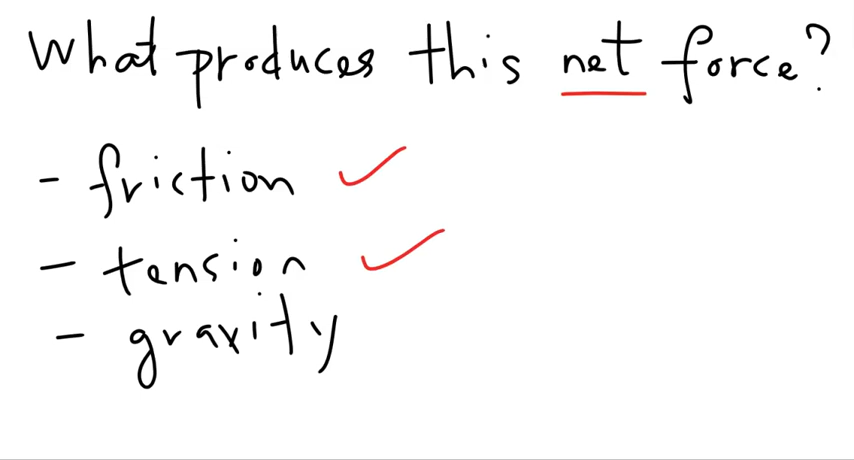 What produces this net force?
- friction ✓
- tension ✓
- gravity